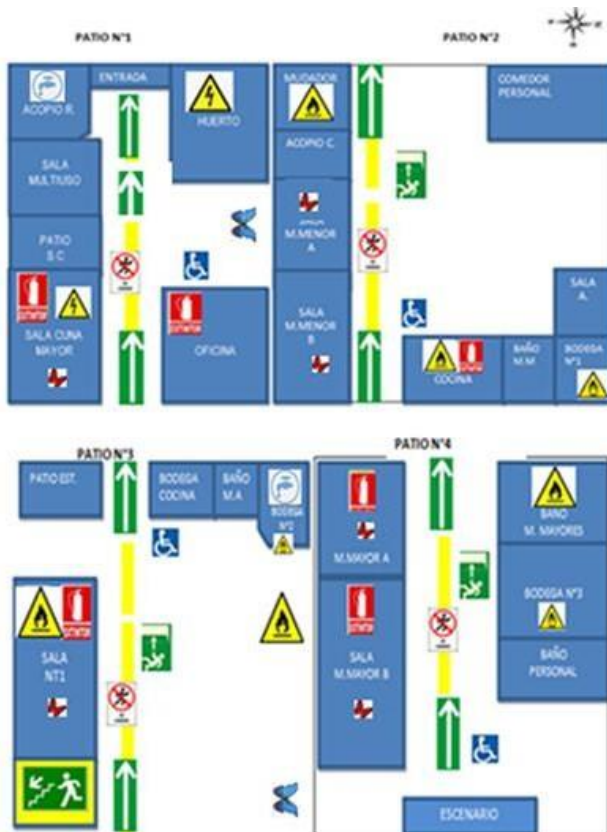 PATIO N°1
PATIO N°2
ACOPIO R.
ENTRADA
HUERTO
MUDADOR
COMEDOR
PERSONAL
SALA
MULTIUSO
ACOPIO C.
PATIO
S.C
M.MENOR
A
SALA CUNA
MAYOR
OFICINA
SALA
M.MENOR
B
SALA
A.
COCINA
BAÑO
M.M
BODEGA
N°1
PATIO N°3
PATIO N°4
PATIO EST.
BODEGA
COCINA
BAÑO
M.A
BODEGA
N°2
M.MAYOR A
BANO
M. MAYORES
SALA
NT1
SALA
M.MAYOR B
BODEGA N°3
BAÑO
PERSONAL
ESCENARIO